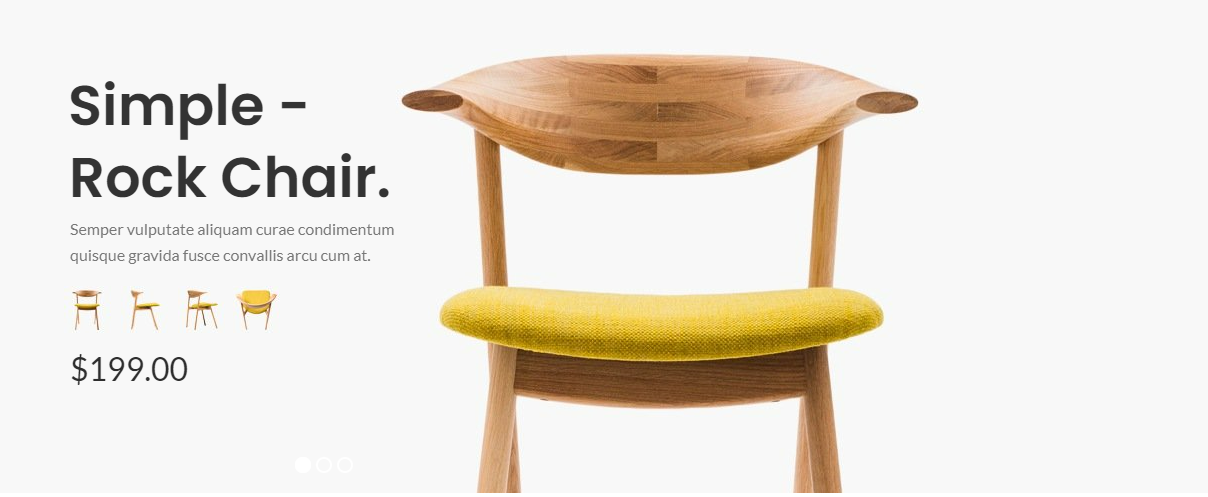 Simple -
Rock Chair.
Semper vulputate aliquam curae condimentum
quisque gravida fusce convallis arcu cum at.
$199.00